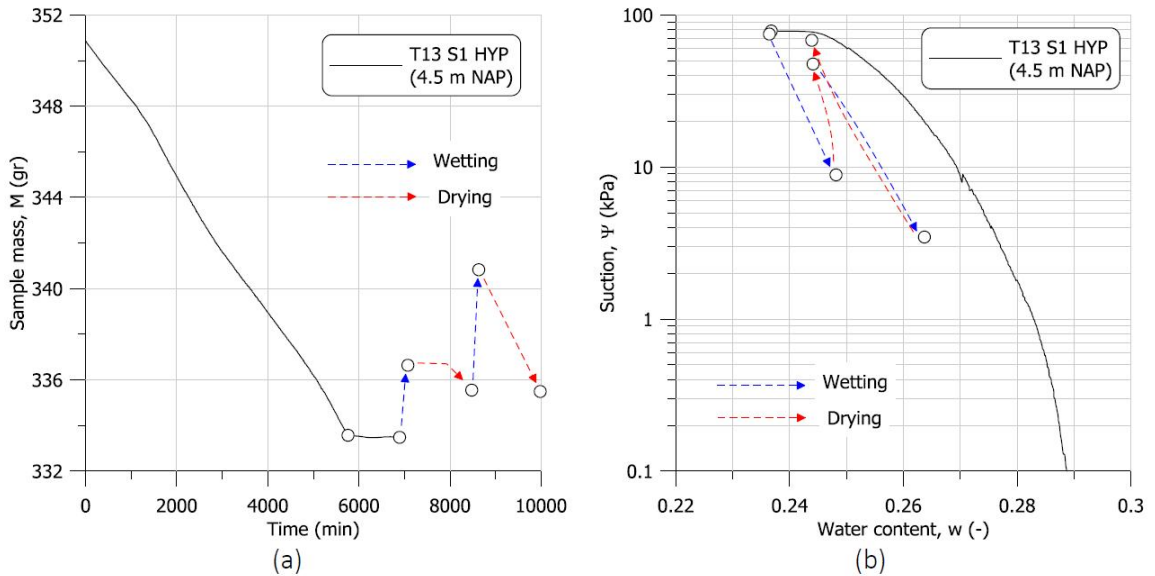 352
348
344
340
336
332
Sample mass, M (gr)
T13 S1 HYP
(4.5 m NAP)
Wetting
Drying
0
2000
4000
6000
8000
10000
Time (min)
(a)
100
10
1
0.1
Suction, Ψ (kPa)
T13 S1 HYP
(4.5 m NAP)
Wetting
Drying
0.22
0.24
0.26
0.28
0.3
Water content, w (-)
(b)